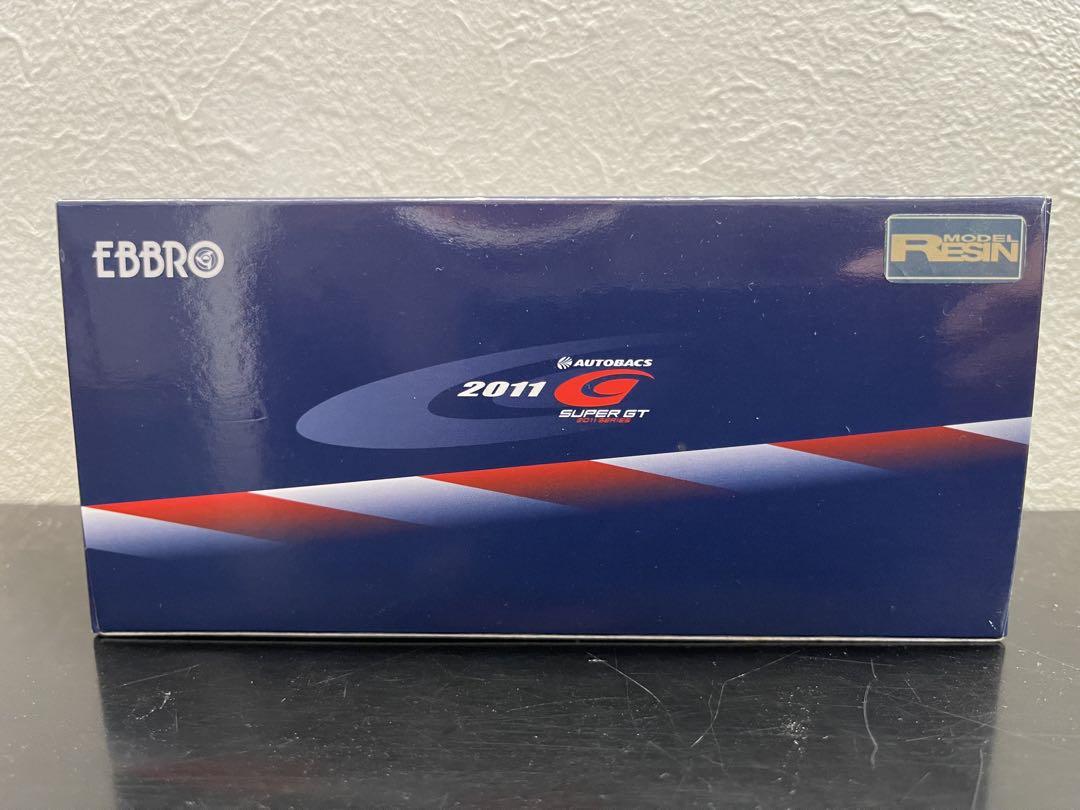 EBBRO
MODEL
RESIN
AUTOBACS
2011
SUPER GT
2011 SERIES